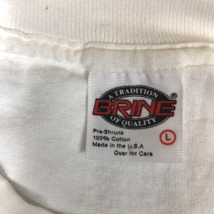 A TRADITION
BRINE
OF QUALITY
L
Pre-Shrunk
100% Cotton
Made in the U.S.A
Over for Care